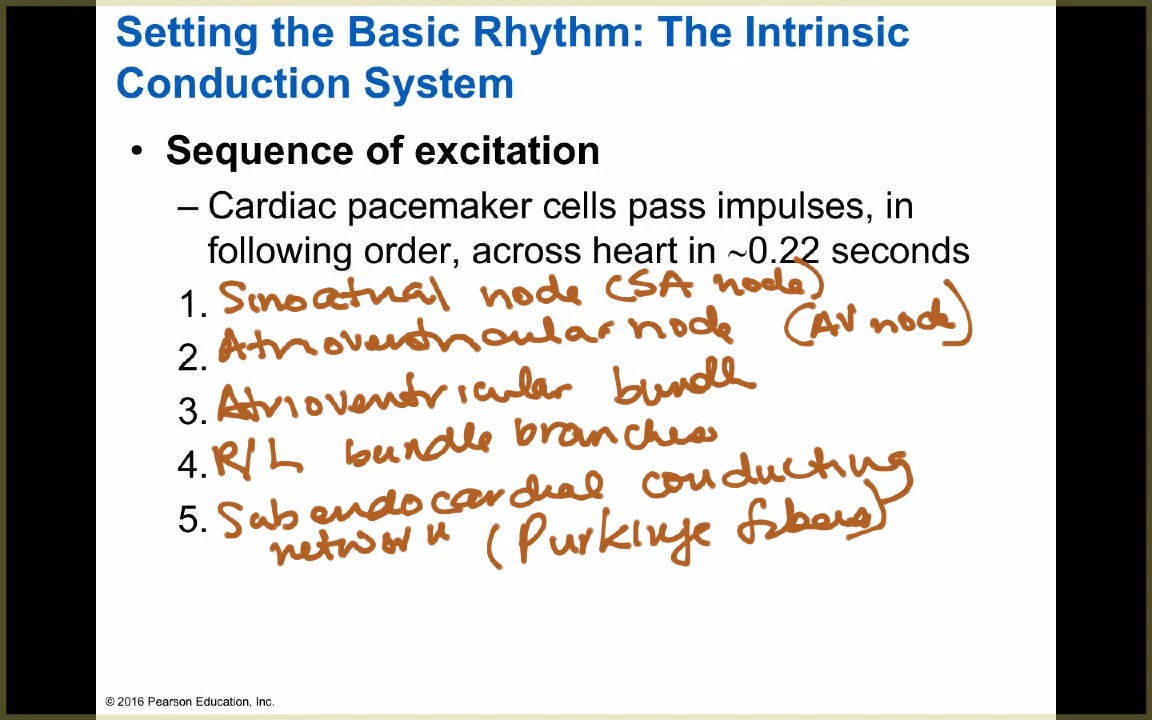 Setting the Basic Rhythm: The Intrinsic
Conduction System
• Sequence of excitation
– Cardiac pacemaker cells pass impulses, in
following order, across heart in ~0.22 seconds
1. Sinoatrial node (SA node)
2. Atrioventricular node (AV node)
3. Atrioventricular bundle
4. R/L bundle branches
5. Subendocardial conducting
network (Purkinje fibers)
© 2016 Pearson Education, Inc.